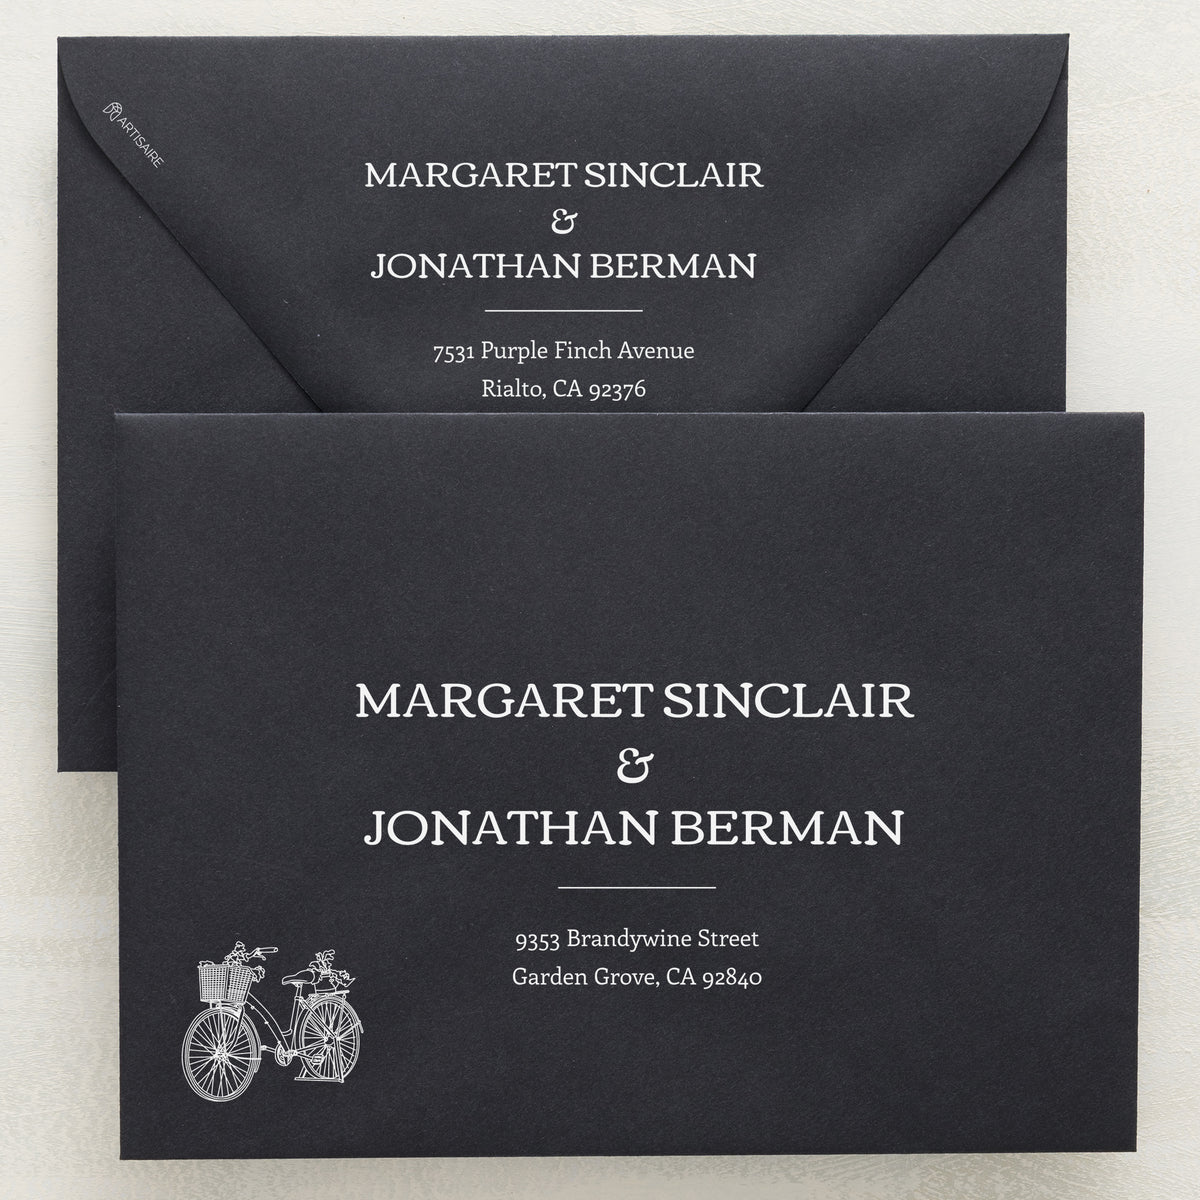 ARTISAIRE
MARGARET SINCLAIR
&
JONATHAN BERMAN
7531 Purple Finch Avenue
Rialto, CA 92376
MARGARET SINCLAIR
&
JONATHAN BERMAN
9353 Brandywine Street
Garden Grove, CA 92840